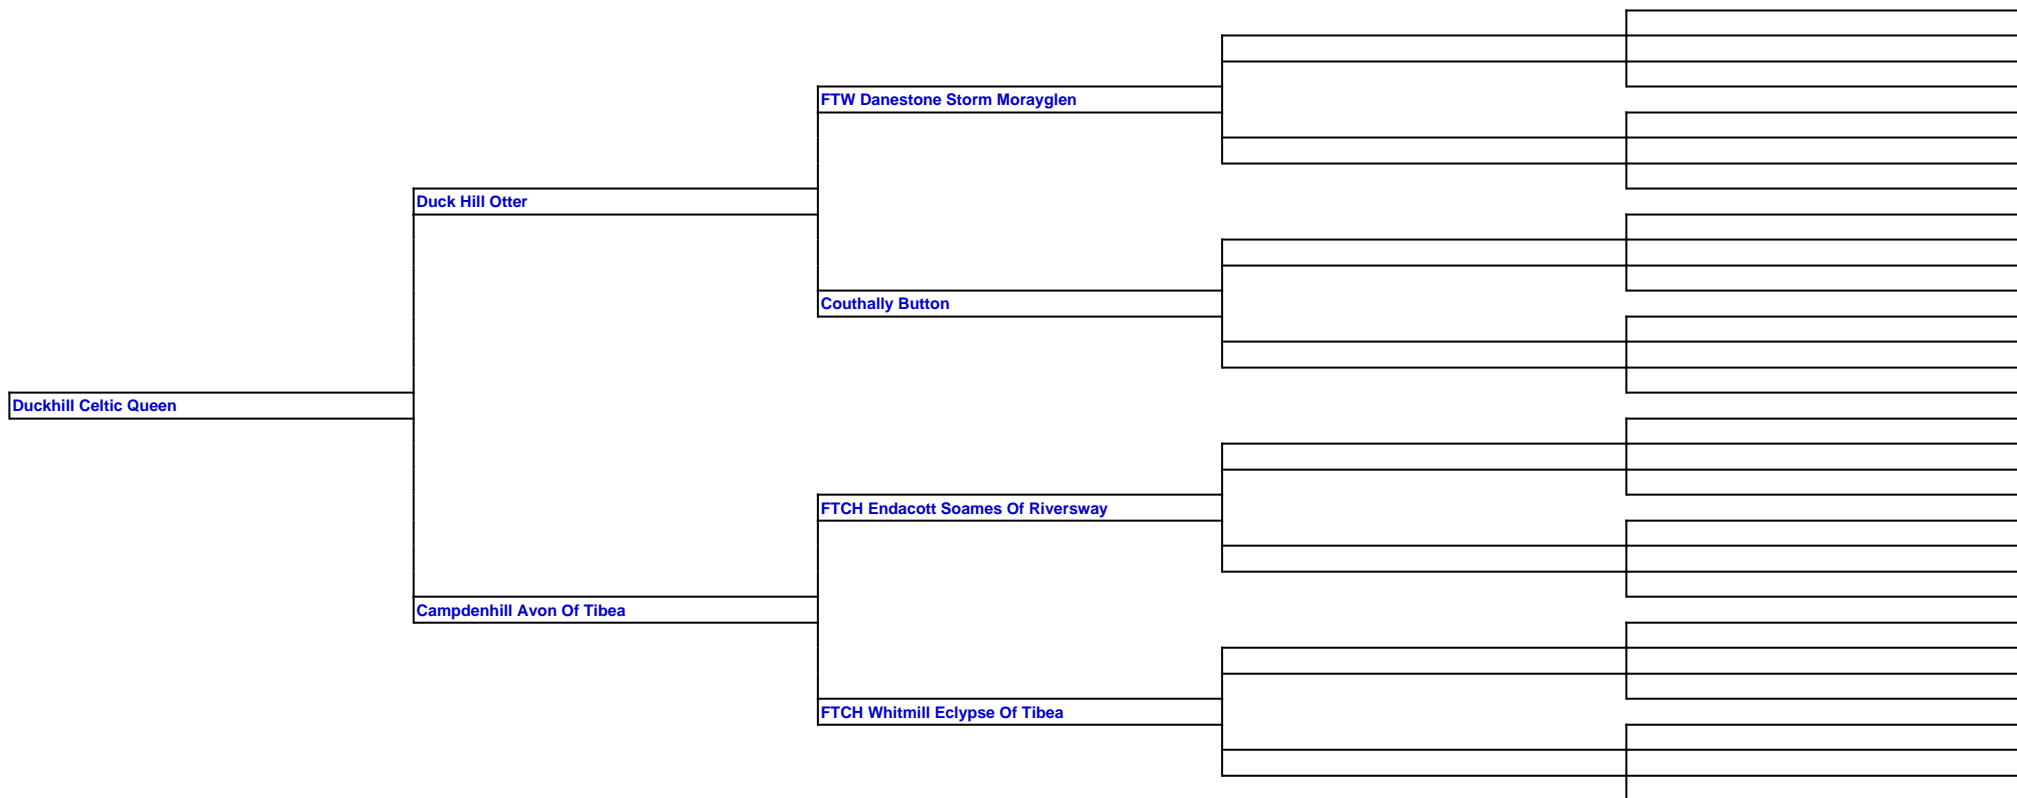 FTW Danestone Storm Morayglen
Duck Hill Otter
Couthally Button
Duckhill Celtic Queen
FTCH Endacott Soames Of Riversway
Campdenhill Avon Of Tibea
FTCH Whitmill Eclypse Of Tibea